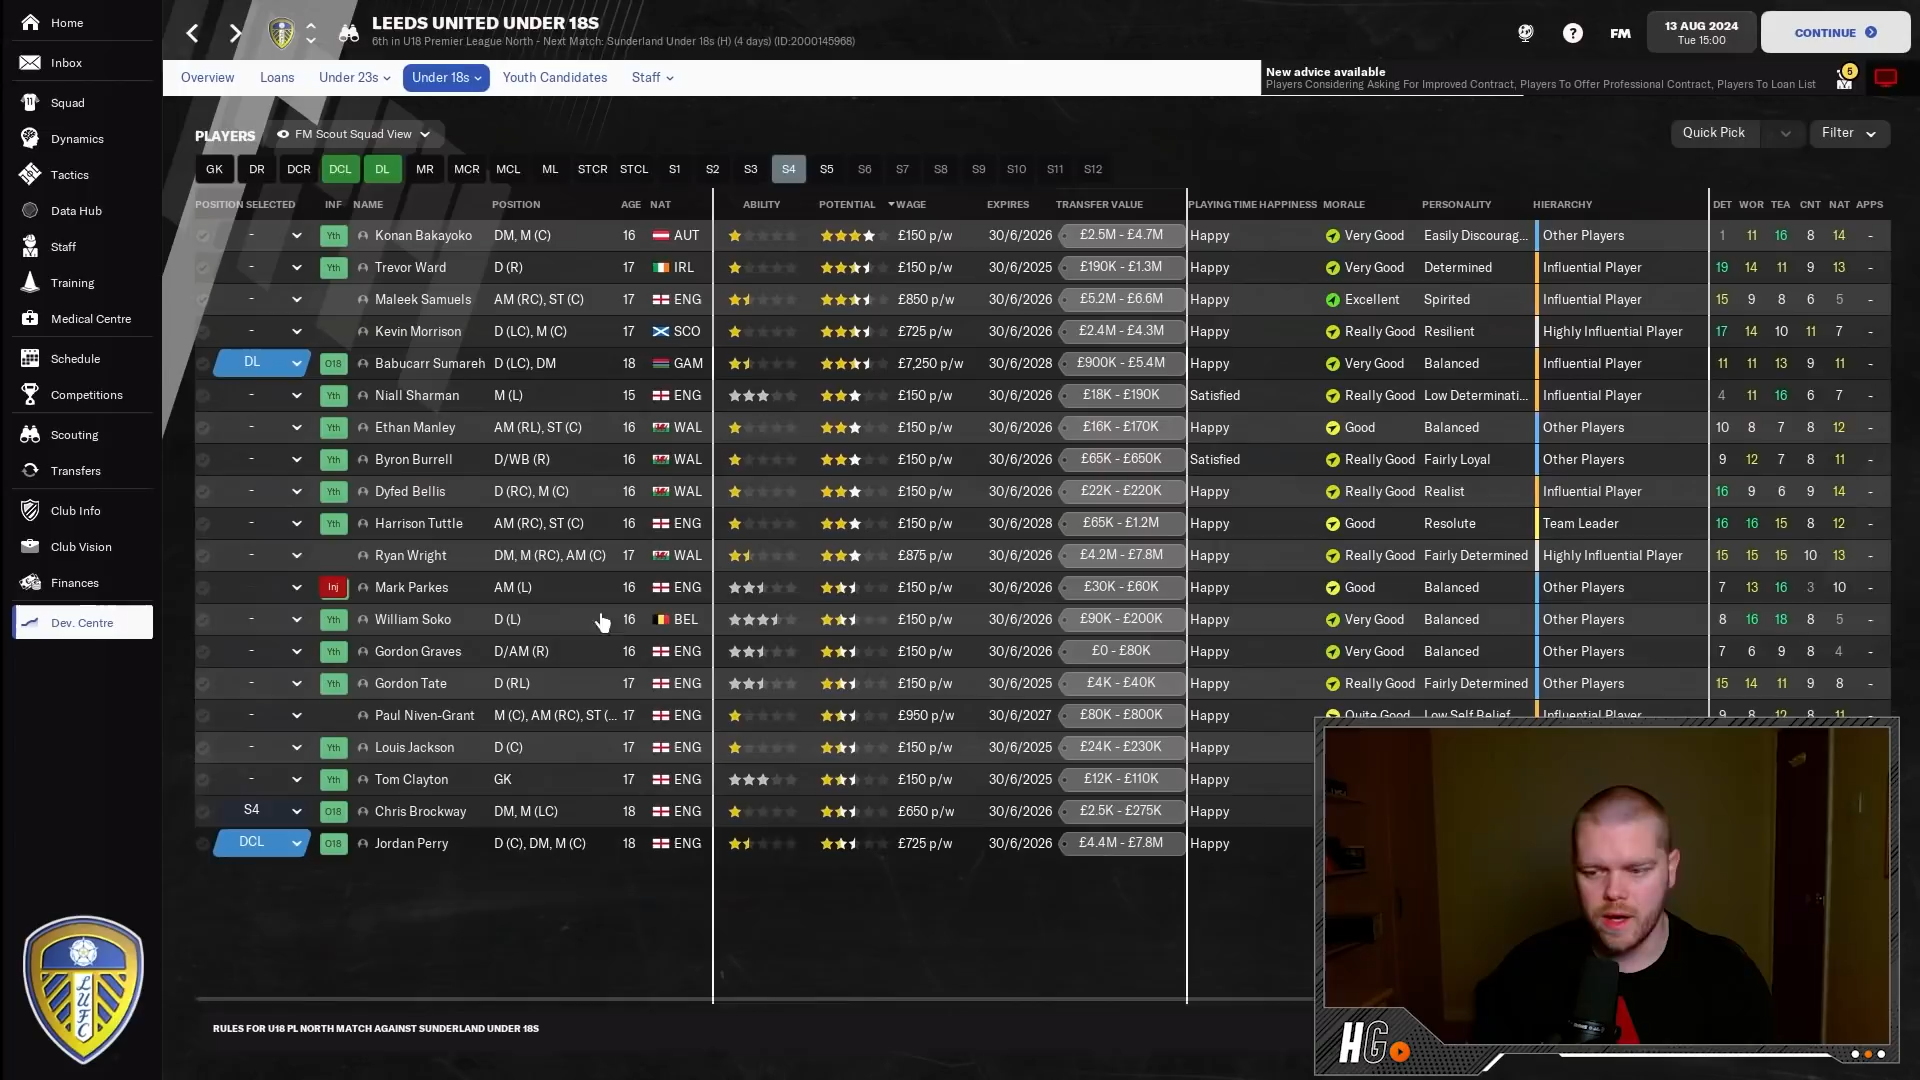 Home
Inbox
Squad
Dynamics
Tactics
Data Hub
Staff
Training
Medical Centre
Schedule
Competitions
Scouting
Transfers
Club Info
Club Vision
Finances
Dev. Centre
LUFC
LEEDS UNITED UNDER 18S
6th in U18 Premier League North - Next Match: Sunderland Under 18s (H) (4 days) (ID:2000145968)
FM
13 AUG 2024
Tue 15:00
CONTINUE
Overview Loans Under 23s Under 18s Youth Candidates Staff
New advice available
Players Considering Asking For Improved Contract, Players To Offer Professional Contract, Players To Loan List
5
PLAYERS FM Scout Squad View Quick Pick Filter
GK DR DCR DCL DL MR MCR MCL ML STCR STCL S1 S2 S3 S4 S5 S6 S7 S8 S9 S10 S11 S12
POSITION SELECTED INF NAME POSITION AGE NAT ABILITY POTENTIAL WAGE EXPIRES TRANSFER VALUE PLAYING TIME HAPPINESS MORALE PERSONALITY HIERARCHY DET WOR TEA CNT NAT APPS
- Yth Konan Bakayoko DM, M (C) 16 AUT £150 p/w 30/6/2026 £2.5M - £4.7M Happy Very Good Easily Discourag... Other Players 1 11 16 8 14 -
- Yth Trevor Ward D (R) 17 IRL £150 p/w 30/6/2025 £190K - £1.3M Happy Very Good Determined Influential Player 19 14 11 9 13 -
- Maleek Samuels AM (RC), ST (C) 17 ENG £850 p/w 30/6/2026 £5.2M - £6.6M Happy Excellent Spirited Influential Player 15 9 8 6 5 -
- Kevin Morrison D (LC), M (C) 17 SCO £725 p/w 30/6/2026 £2.4M - £4.3M Happy Really Good Resilient Highly Influential Player 17 14 10 11 7 -
DL O18 Babucarr Sumareh D (LC), DM 18 GAM £7,250 p/w 30/6/2028 £900K - £5.4M Happy Very Good Balanced Influential Player 11 11 13 9 11 -
- Yth Niall Sharman M (L) 15 ENG £150 p/w 30/6/2026 £18K - £190K Satisfied Really Good Low Determinati... Influential Player 4 11 16 6 7 -
- Yth Ethan Manley AM (RL), ST (C) 16 WAL £150 p/w 30/6/2026 £16K - £170K Happy Good Balanced Other Players 10 8 7 8 12 -
- Yth Byron Burrell D/WB (R) 16 WAL £150 p/w 30/6/2026 £65K - £650K Satisfied Really Good Fairly Loyal Other Players 9 12 7 8 11 -
- Yth Dyfed Bellis D (RC), M (C) 16 WAL £150 p/w 30/6/2026 £22K - £220K Happy Really Good Realist Influential Player 16 9 6 9 14 -
- Yth Harrison Tuttle AM (RC), ST (C) 16 ENG £150 p/w 30/6/2028 £65K - £1.2M Happy Good Resolute Team Leader 16 16 15 8 12 -
- Ryan Wright DM, M (RC), AM (C) 17 WAL £875 p/w 30/6/2026 £4.2M - £7.8M Happy Really Good Fairly Determined Highly Influential Player 15 15 15 10 13 -
Inj Mark Parkes AM (L) 16 ENG £150 p/w 30/6/2026 £30K - £60K Happy Good Balanced Other Players 7 13 16 3 10 -
- Yth William Soko D (L) 16 BEL £150 p/w 30/6/2026 £90K - £200K Happy Very Good Balanced Other Players 8 16 18 8 5 -
- Yth Gordon Graves D/AM (R) 16 ENG £150 p/w 30/6/2026 £0 - £80K Happy Very Good Balanced Other Players 7 6 9 8 4 -
- Yth Gordon Tate D (RL) 17 ENG £150 p/w 30/6/2025 £4K - £40K Happy Really Good Fairly Determined Other Players 15 14 11 9 8 -
- Paul Niven-Grant M (C), AM (RC), ST (... 17 ENG £950 p/w 30/6/2027 £80K - £800K Happy Quite Good Low Self Belief Influential Player 9 8 12 8 11 -
- Yth Louis Jackson D (C) 17 ENG £150 p/w 30/6/2025 £24K - £230K Happy
- Yth Tom Clayton GK 17 ENG £150 p/w 30/6/2025 £12K - £110K Happy
S4 O18 Chris Brockway DM, M (LC) 18 ENG £650 p/w 30/6/2026 £2.5K - £275K Happy
DCL O18 Jordan Perry D (C), DM, M (C) 18 ENG £725 p/w 30/6/2026 £4.4M - £7.8M Happy
RULES FOR U18 PL NORTH MATCH AGAINST SUNDERLAND UNDER 18S
HG